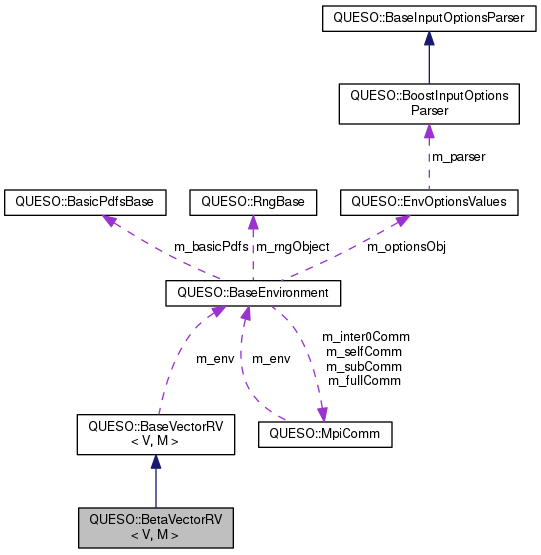 QUESO::BaseInputOptionsParser
QUESO::BoostInputOptions
Parser
m_parser
QUESO::BasicPdfsBase
QUESO::RngBase
QUESO::EnvOptionsValues
m_basicPdfs
m_rngObject
m_optionsObj
QUESO::BaseEnvironment
m_inter0Comm
m_selfComm
m_subComm
m_fullComm
m_env
m_env
QUESO::BaseVectorRV
< V, M >
QUESO::MpiComm
QUESO::BetaVectorRV
< V, M >